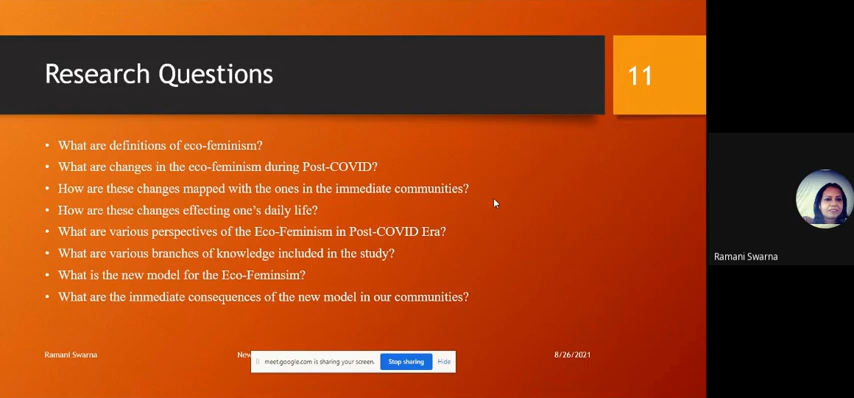 Research Questions
11
• What are definitions of eco-feminism?
• What are changes in the eco-feminism during Post-COVID?
• How are these changes mapped with the ones in the immediate communities?
• How are these changes effecting one's daily life?
• What are various perspectives of the Eco-Feminism in Post-COVID Era?
• What are various branches of knowledge included in the study?
• What is the new model for the Eco-Feminsim?
• What are the immediate consequences of the new model in our communities?
Ramani Swarna
8/26/2021
meet.google.com is sharing your screen. Stop sharing Hide
Ramani Swarna